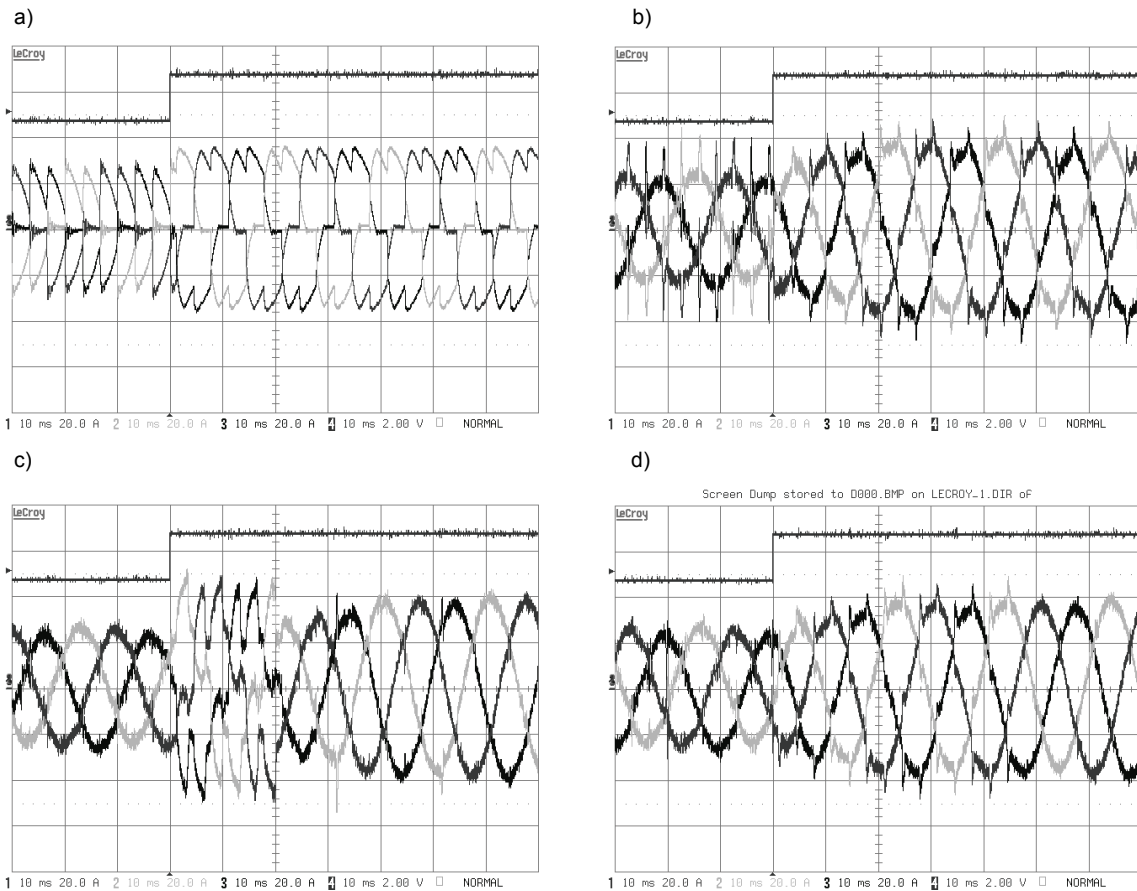 a)
b)
LeCroy
LeCroy
1 10 ms 20.0 A 2 10 ms 20.0 A 3 10 ms 20.0 A 4 10 ms 2.00 V □ NORMAL
1 10 ms 20.0 A 2 10 ms 20.0 A 3 10 ms 20.0 A 4 10 ms 2.00 V □ NORMAL
c)
d)
Screen Dump stored to D000.BMP on LECROY_1.DIR oF
LeCroy
LeCroy
1 10 ms 20.0 A 2 10 ms 20.0 A 3 10 ms 20.0 A 4 10 ms 2.00 V □ NORMAL
1 10 ms 20.0 A 2 10 ms 20.0 A 3 10 ms 20.0 A 4 10 ms 2.00 V □ NORMAL